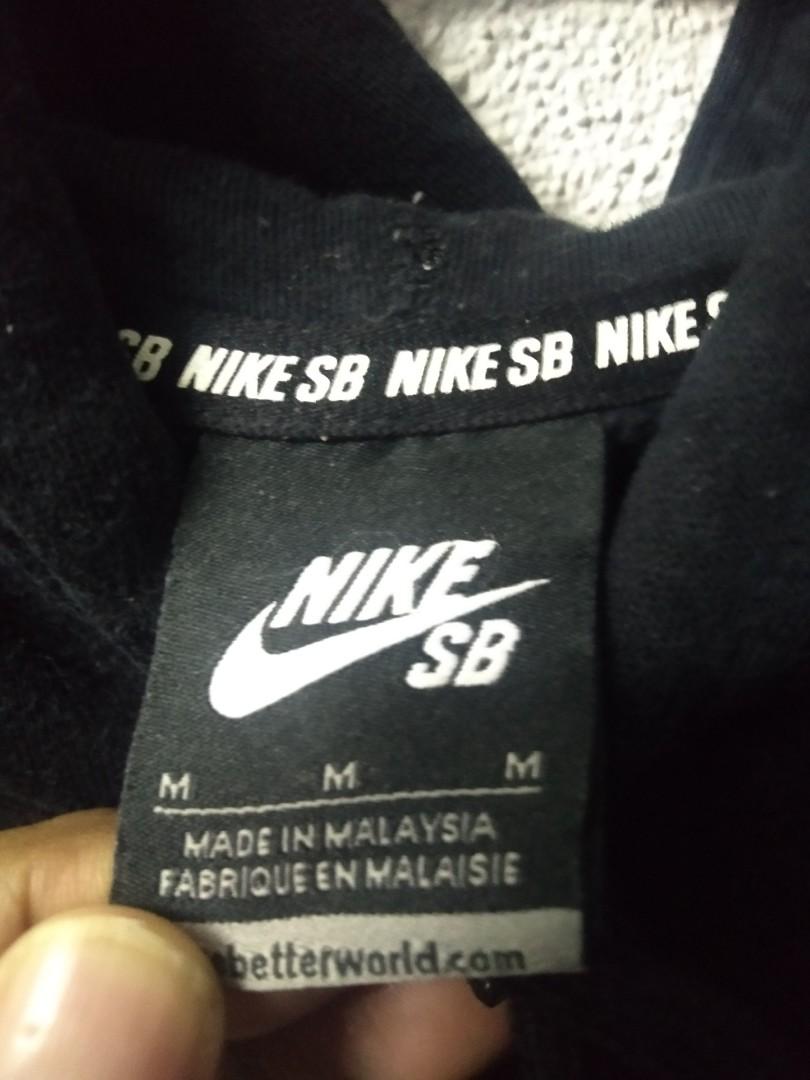 SB NIKE SB NIKE SB NIKE
NIKE
SB
M M M
MADE IN MALAYSIA
FABRIQUE EN MALAISIE
betterworld.com